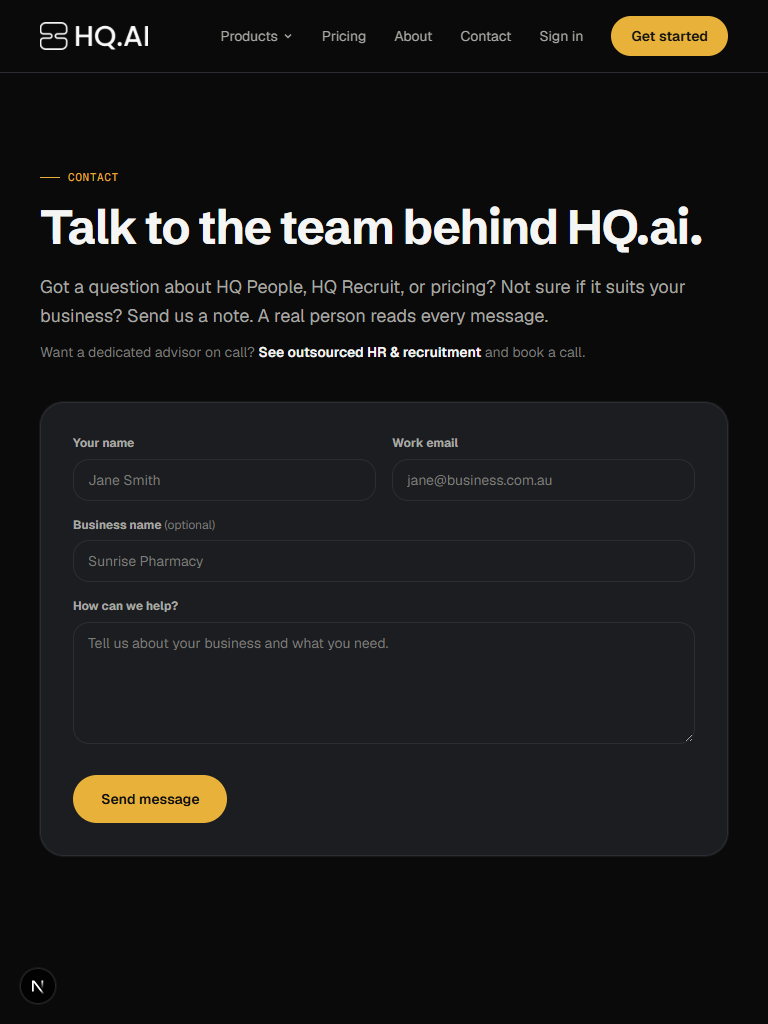 HQ.AI
Products Pricing About Contact Sign in Get started
CONTACT
Talk to the team behind HQ.ai.
Got a question about HQ People, HQ Recruit, or pricing? Not sure if it suits your
business? Send us a note. A real person reads every message.
Want a dedicated advisor on call? See outsourced HR & recruitment and book a call.
Your name Work email
Jane Smith jane@business.com.au
Business name (optional)
Sunrise Pharmacy
How can we help?
Tell us about your business and what you need.
Send message
N